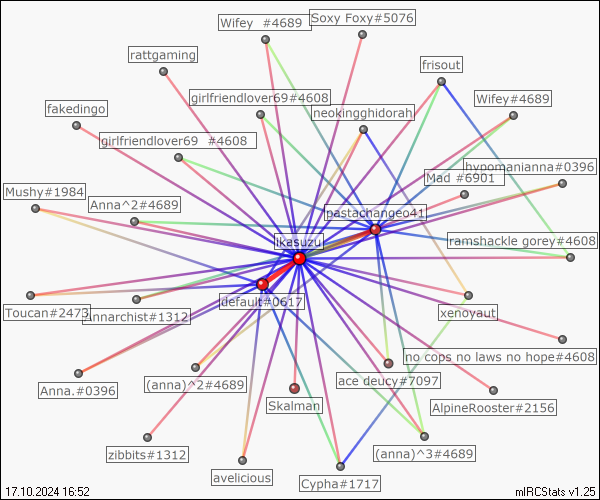 Wifey  #4689
Soxy Foxy#5076
rattgaming
frisout
girlfriendlover69#4608
Wifey#4689
fakedingo
neokingghidorah
girlfriendlover69  #4608
hypomanianna#0396
Mad #6901
Mushy#1984
Anna^2#4689
pastachangeo41
ikasuzu
ramshackle gorey#4608
default#0617
Toucan#2473
Annarchist#1312
xenoyaut
no cops no laws no hope#4608
Anna.#0396
(anna)^2#4689
ace deucy#7097
Skalman
AlpineRooster#2156
zibbits#1312
(anna)^3#4689
avelicious
Cypha#1717
17.10.2024 16:52
mIRCStats v1.25